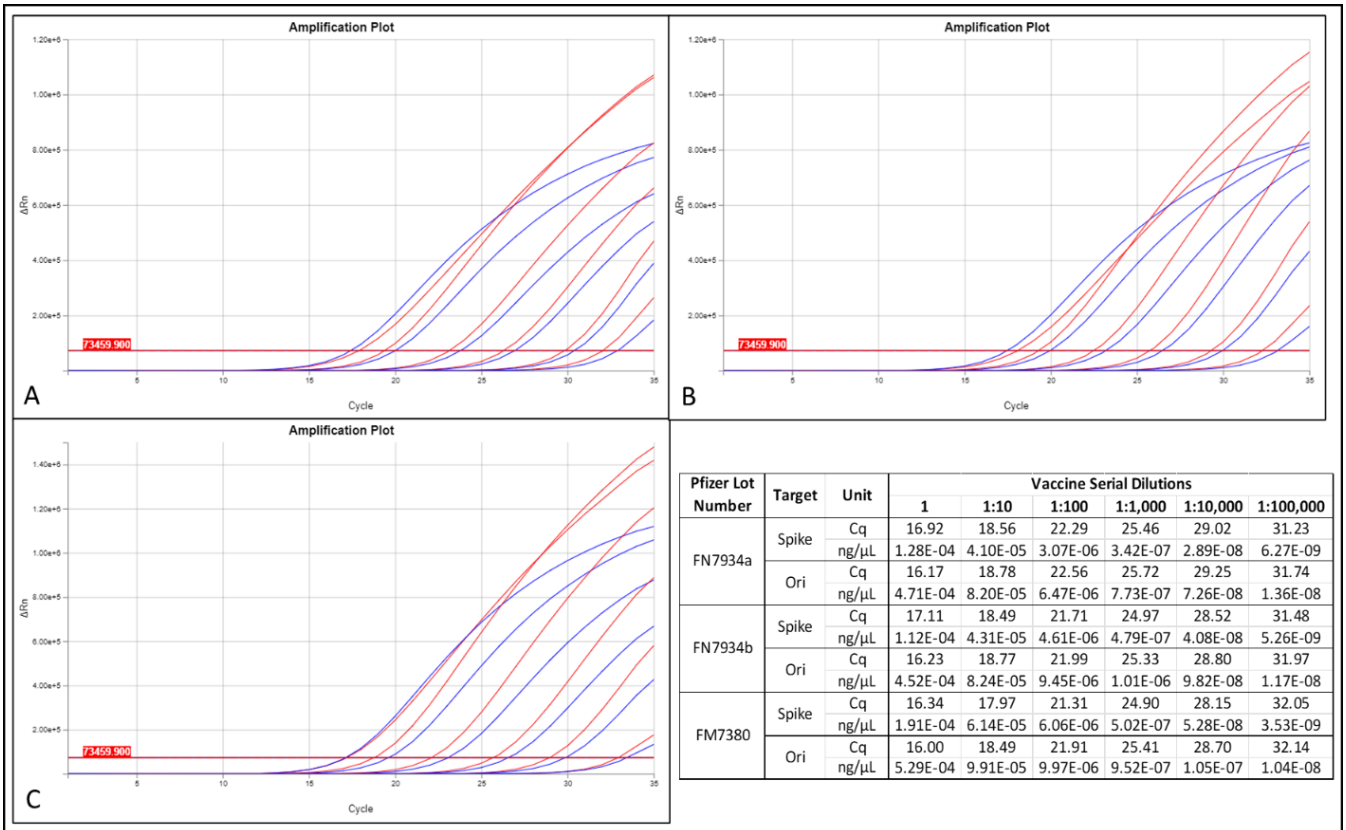 Amplification Plot
1.20e+6
1.00e+6
8.00e+5
6.00e+5
4.00e+5
2.00e+5
73459.900
ΔRn
5 10 15 20 25 30 35
Cycle
A
Amplification Plot
1.20e+6
1.00e+6
8.00e+5
6.00e+5
4.00e+5
2.00e+5
73459.900
ΔRn
5 10 15 20 25 30 35
Cycle
B
Amplification Plot
1.40e+6
1.20e+6
1.00e+6
8.00e+5
6.00e+5
4.00e+5
2.00e+5
73459.900
ΔRn
5 10 15 20 25 30 35
Cycle
C
Pfizer Lot Number Target Unit Vaccine Serial Dilutions
1 1:10 1:100 1:1,000 1:10,000 1:100,000
FN7934a Spike Cq 16.92 18.56 22.29 25.46 29.02 31.23
ng/µL 1.28E-04 4.10E-05 3.07E-06 3.42E-07 2.89E-08 6.27E-09
Ori Cq 16.17 18.78 22.56 25.72 29.25 31.74
ng/µL 4.71E-04 8.20E-05 6.47E-06 7.73E-07 7.26E-08 1.36E-08
FN7934b Spike Cq 17.11 18.49 21.71 24.97 28.52 31.48
ng/µL 1.12E-04 4.31E-05 4.61E-06 4.79E-07 4.08E-08 5.26E-09
Ori Cq 16.23 18.77 21.99 25.33 28.80 31.97
ng/µL 4.52E-04 8.24E-05 9.45E-06 1.01E-06 9.82E-08 1.17E-08
FM7380 Spike Cq 16.34 17.97 21.31 24.90 28.15 32.05
ng/µL 1.91E-04 6.14E-05 6.06E-06 5.02E-07 5.28E-08 3.53E-09
Ori Cq 16.00 18.49 21.91 25.41 28.70 32.14
ng/µL 5.29E-04 9.91E-05 9.97E-06 9.52E-07 1.05E-07 1.04E-08